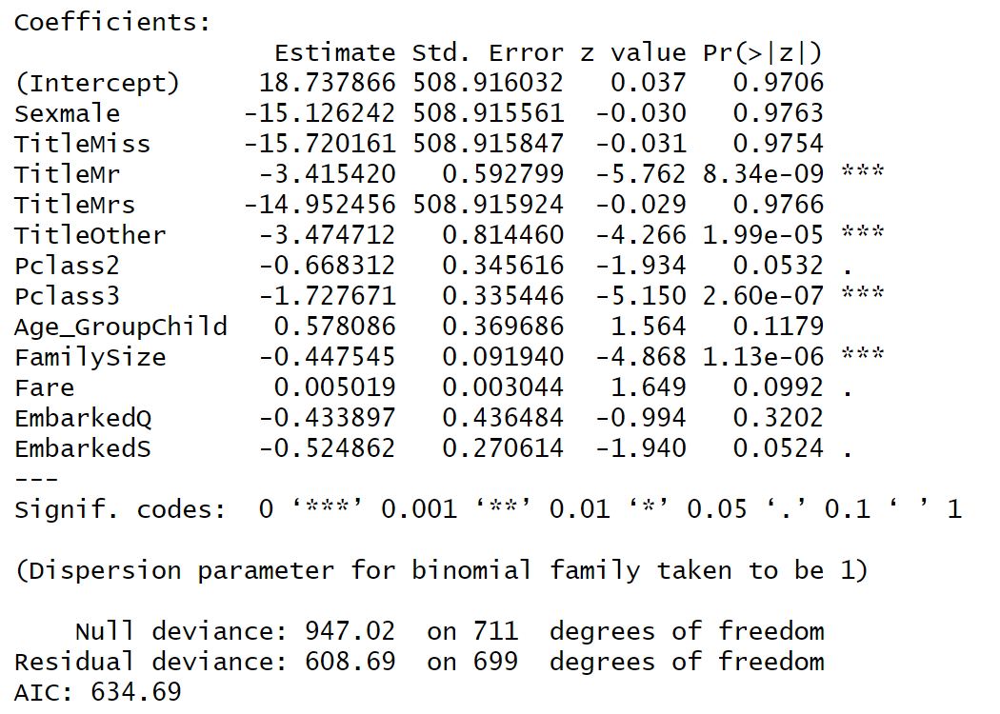 Coefficients:
                 Estimate Std. Error z value Pr(>|z|)
(Intercept)     18.737866 508.916032   0.037   0.9706
Sexmale        -15.126242 508.915561  -0.030   0.9763
TitleMiss      -15.720161 508.915847  -0.031   0.9754
TitleMr         -3.415420   0.592799  -5.762 8.34e-09 ***
TitleMrs       -14.952456 508.915924  -0.029   0.9766
TitleOther      -3.474712   0.814460  -4.266 1.99e-05 ***
Pclass2         -0.668312   0.345616  -1.934   0.0532 .
Pclass3         -1.727671   0.335446  -5.150 2.60e-07 ***
Age_GroupChild   0.578086   0.369686   1.564   0.1179
FamilySize      -0.447545   0.091940  -4.868 1.13e-06 ***
Fare             0.005019   0.003044   1.649   0.0992 .
EmbarkedQ       -0.433897   0.436484  -0.994   0.3202
EmbarkedS       -0.524862   0.270614  -1.940   0.0524 .
---
Signif. codes:  0 ‘***’ 0.001 ‘**’ 0.01 ‘*’ 0.05 ‘.’ 0.1 ‘ ’ 1
(Dispersion parameter for binomial family taken to be 1)
    Null deviance: 947.02  on 711  degrees of freedom
Residual deviance: 608.69  on 699  degrees of freedom
AIC: 634.69